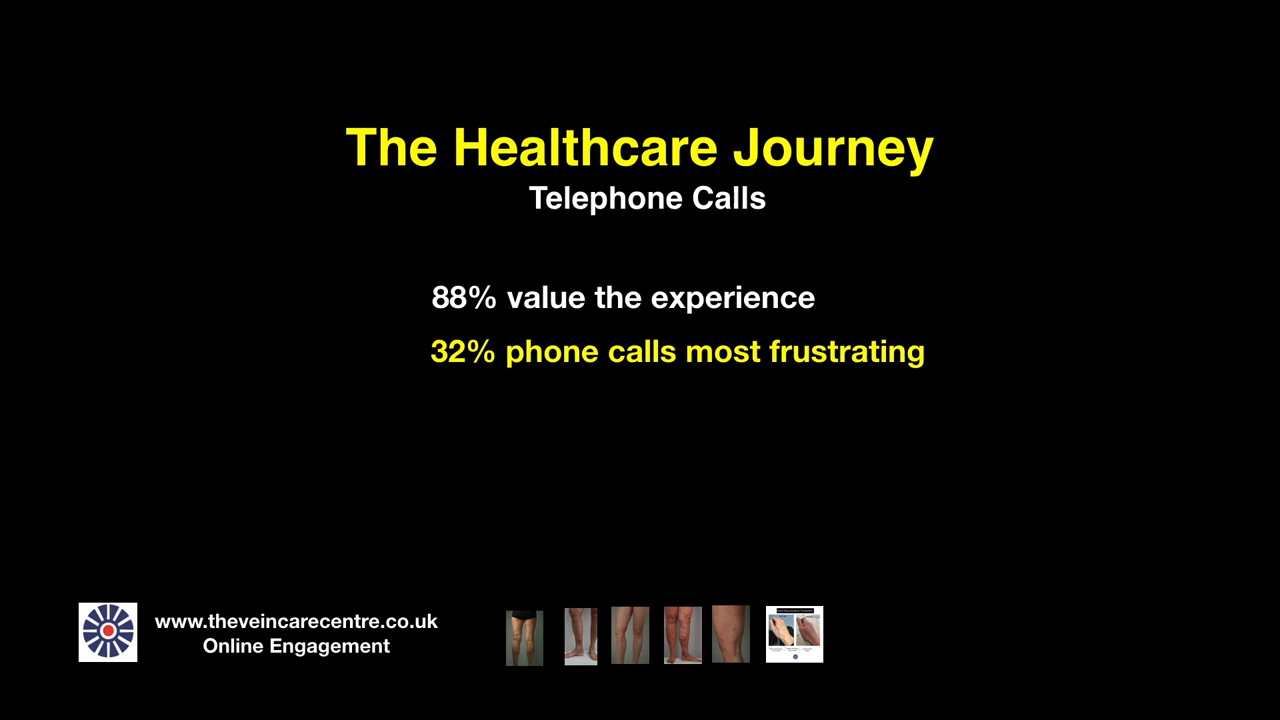 The Healthcare Journey
Telephone Calls
88% value the experience
32% phone calls most frustrating
www.theveincarecentre.co.uk
Online Engagement